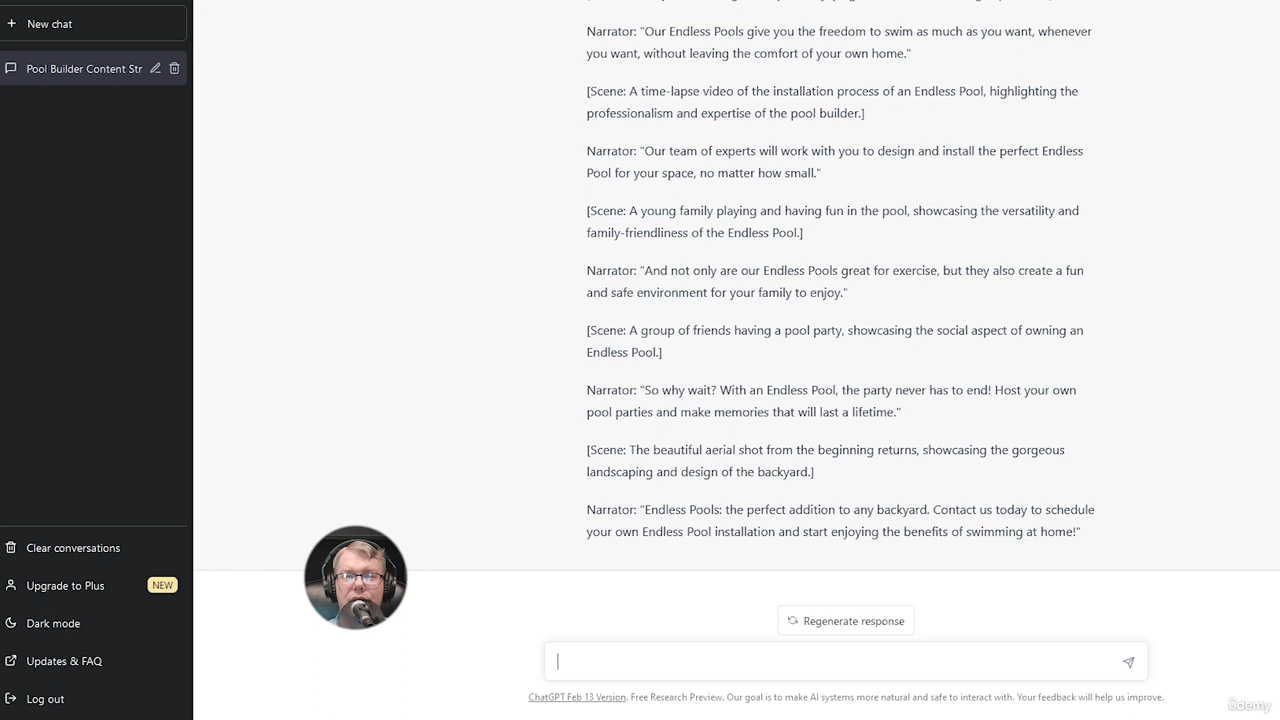 New chat
Pool Builder Content Str
Narrator: "Our Endless Pools give you the freedom to swim as much as you want, whenever
you want, without leaving the comfort of your own home."
[Scene: A time-lapse video of the installation process of an Endless Pool, highlighting the
professionalism and expertise of the pool builder.]
Narrator: "Our team of experts will work with you to design and install the perfect Endless
Pool for your space, no matter how small."
[Scene: A young family playing and having fun in the pool, showcasing the versatility and
family-friendliness of the Endless Pool.]
Narrator: "And not only are our Endless Pools great for exercise, but they also create a fun
and safe environment for your family to enjoy."
[Scene: A group of friends having a pool party, showcasing the social aspect of owning an
Endless Pool.]
Narrator: "So why wait? With an Endless Pool, the party never has to end! Host your own
pool parties and make memories that will last a lifetime."
[Scene: The beautiful aerial shot from the beginning returns, showcasing the gorgeous
landscaping and design of the backyard.]
Narrator: "Endless Pools: the perfect addition to any backyard. Contact us today to schedule
your own Endless Pool installation and start enjoying the benefits of swimming at home!"
Clear conversations
Upgrade to Plus NEW
Dark mode
Updates & FAQ
Log out
Regenerate response
ChatGPT Feb 13 Version. Free Research Preview. Our goal is to make AI systems more natural and safe to interact with. Your feedback will help us improve.
ûdemy